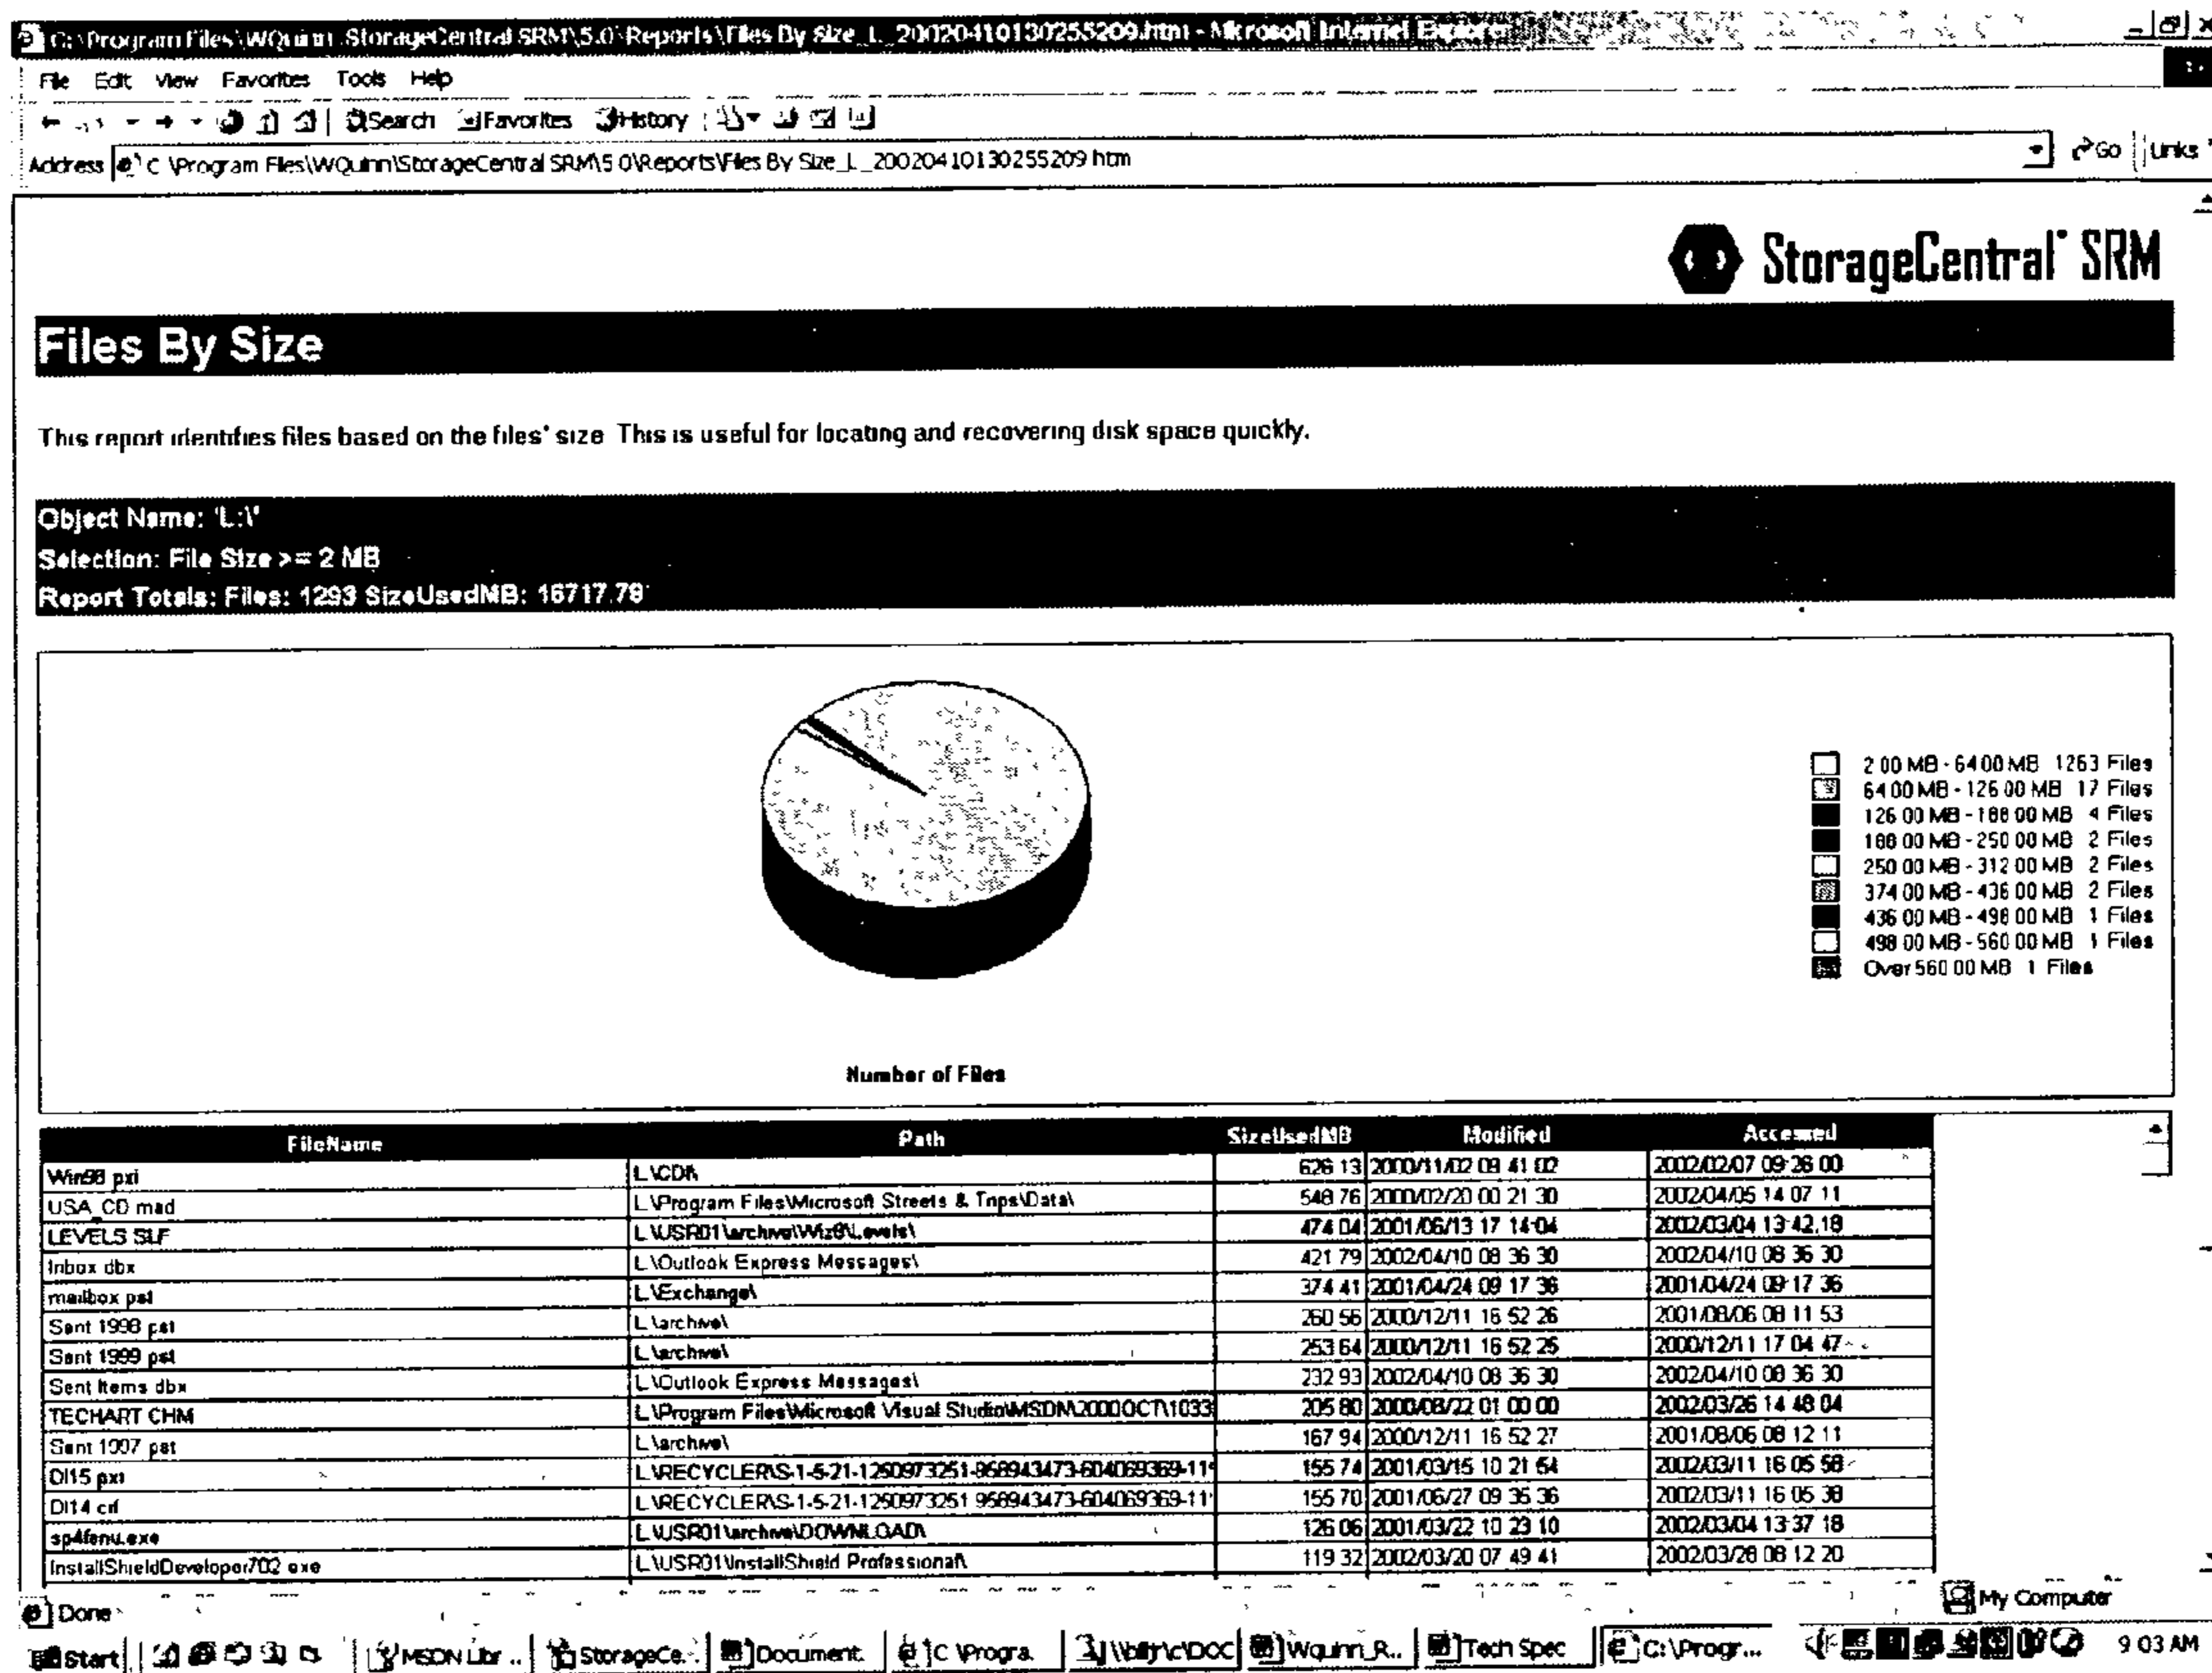 C:\Program Files\WQuinn\StorageCentral SRM\5.0\Reports\Files By Size_L_20020410130255209.htm - Microsoft Internet Explorer
File Edit View Favorites Tools Help
Search Favorites History
Address C \Program Files\WQuinn\StorageCentral SRM\5 0\Reports\Files By Size_L_20020410130255209 htm Go Links
StorageCentral SRM
Files By Size
This report identifies files based on the files' size This is useful for locating and recovering disk space quickly.
Object Name: 'L:\'
Selection: File Size >= 2 MB
Report Totals: Files: 1293 SizeUsedMB: 16717.78
2 00 MB - 64 00 MB 1263 Files
64 00 MB - 126 00 MB 17 Files
126 00 MB - 188 00 MB 4 Files
188 00 MB - 250 00 MB 2 Files
250 00 MB - 312 00 MB 2 Files
374 00 MB - 436 00 MB 2 Files
436 00 MB - 498 00 MB 1 Files
498 00 MB - 560 00 MB 1 Files
Over 560 00 MB 1 Files
Number of Files
FileName Path SizeUsedMB Modified Accessed
Win98 pxi L \CDI\ 626 13 2000/11/02 09 41 02 2002/02/07 09 26 00
USA_CD mad L \Program Files\Microsoft Streets & Trips\Data\ 548 76 2000/02/20 00 21 30 2002/04/05 14 07 11
LEVELS SLF L \USR01\archive\Wiz8\Levels\ 474 04 2001/06/13 17 14 04 2002/03/04 13 42.18
Inbox dbx L \Outlook Express Messages\ 421 79 2002/04/10 08 36 30 2002/04/10 08 36 30
mailbox pst L \Exchange\ 374 41 2001/04/24 09 17 36 2001/04/24 09 17 36
Sent 1998 pst L \archive\ 260 56 2000/12/11 16 52 26 2001/08/06 08 11 53
Sent 1999 pst L \archive\ 253 64 2000/12/11 16 52 25 2000/12/11 17 04 47
Sent Items dbx L \Outlook Express Messages\ 232 93 2002/04/10 08 36 30 2002/04/10 08 36 30
TECHART CHM L \Program Files\Microsoft Visual Studio\MSDN\2000OCT\1033 205 80 2000/08/22 01 00 00 2002/03/26 14 48 04
Sent 1997 pst L \archive\ 167 94 2000/12/11 16 52 27 2001/08/06 08 12 11
DI15 pxi L \RECYCLER\S-1-5-21-1260973251-958943473-604069369-11 155 74 2001/03/15 10 21 54 2002/03/11 16 05 58
DI14 crf L \RECYCLER\S-1-5-21-1260973251 958943473-604069369-11 155 70 2001/06/27 09 35 36 2002/03/11 16 05 38
sp4fenu.exe L \USR01\archive\DOWNLOAD\ 126 06 2001/03/22 10 23 10 2002/03/04 13 37 18
InstallShieldDeveloper702 exe L \USR01\InstallShield Professional\ 119 32 2002/03/20 07 49 41 2002/03/28 08 12 20
Done My Computer
Start MSDN Libr .. StorageCe.. Document. C \Progra. Wquinn_R.. Tech Spec C:\Progr... 9 03 AM